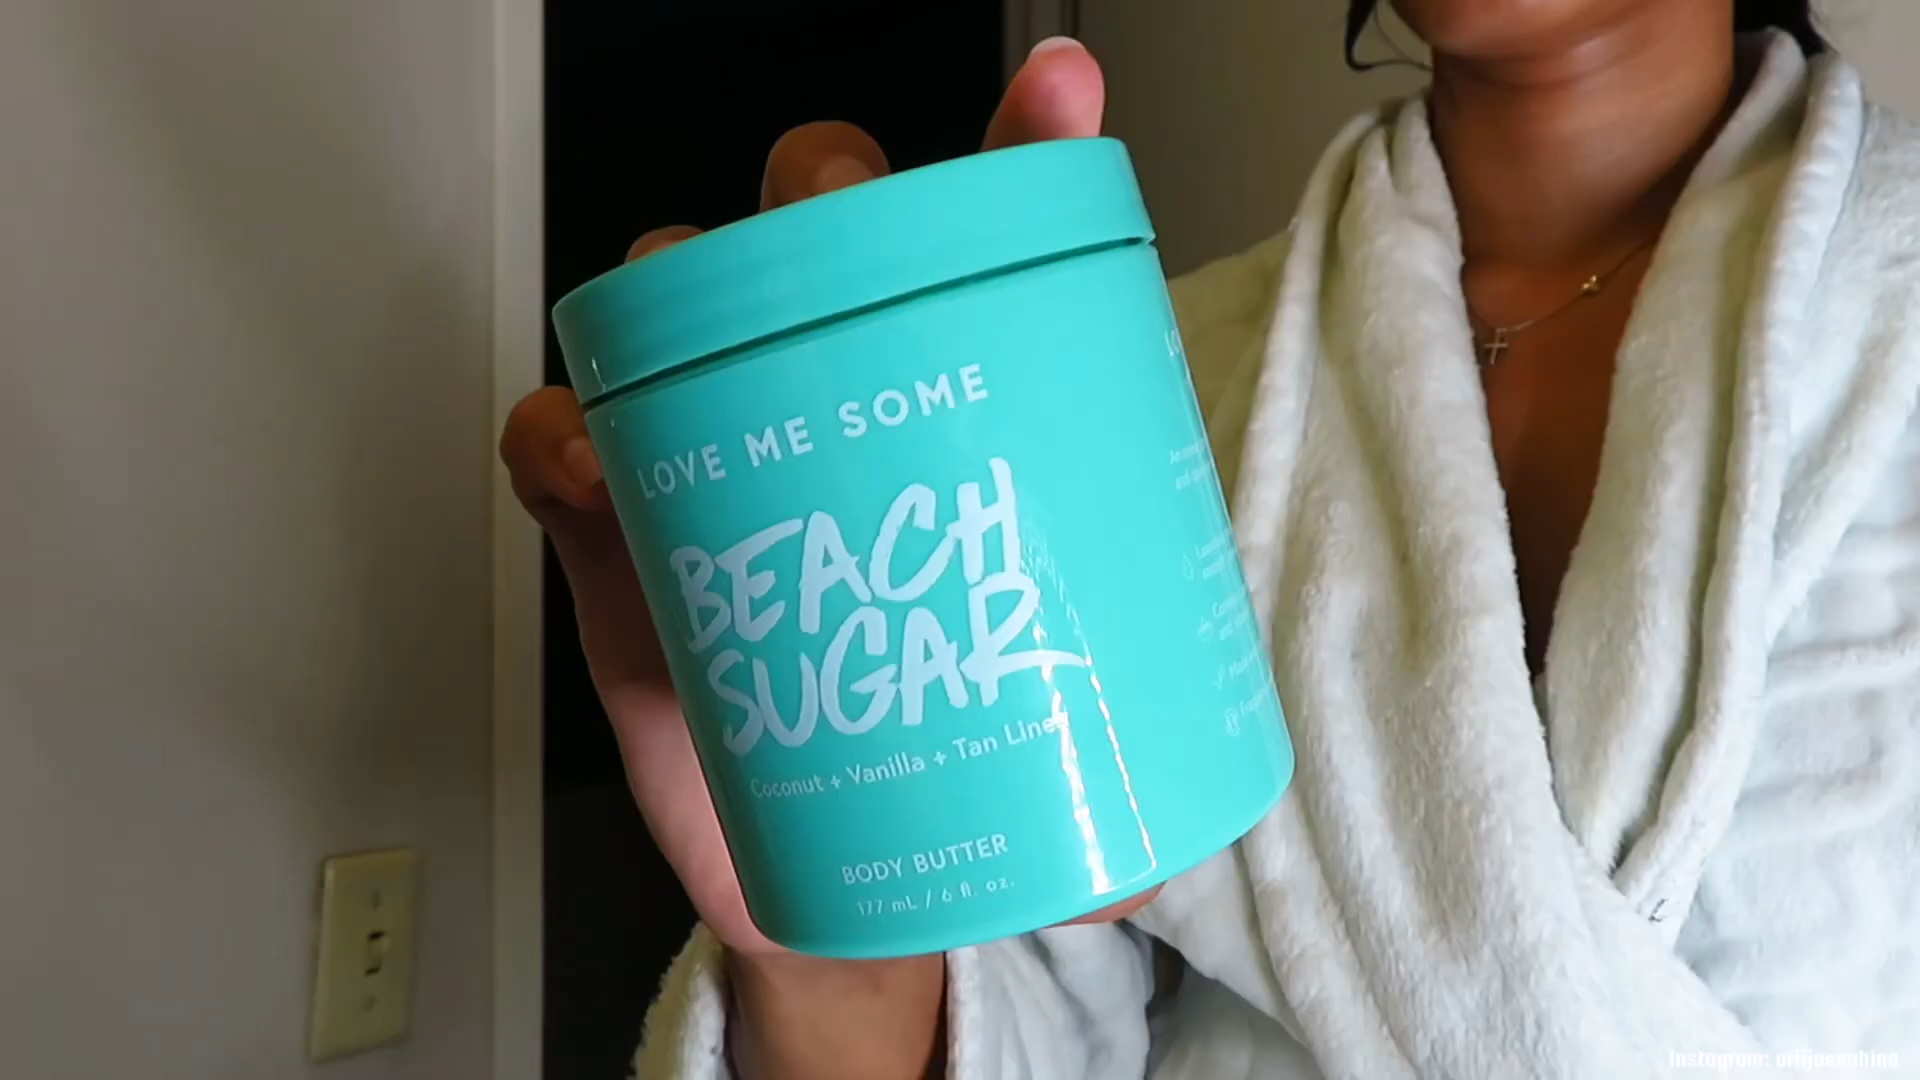 LOVE ME SOME
BEACH
SUGAR
Coconut + Vanilla + Tan Lines
BODY BUTTER
177 mL / 6 fl. oz.